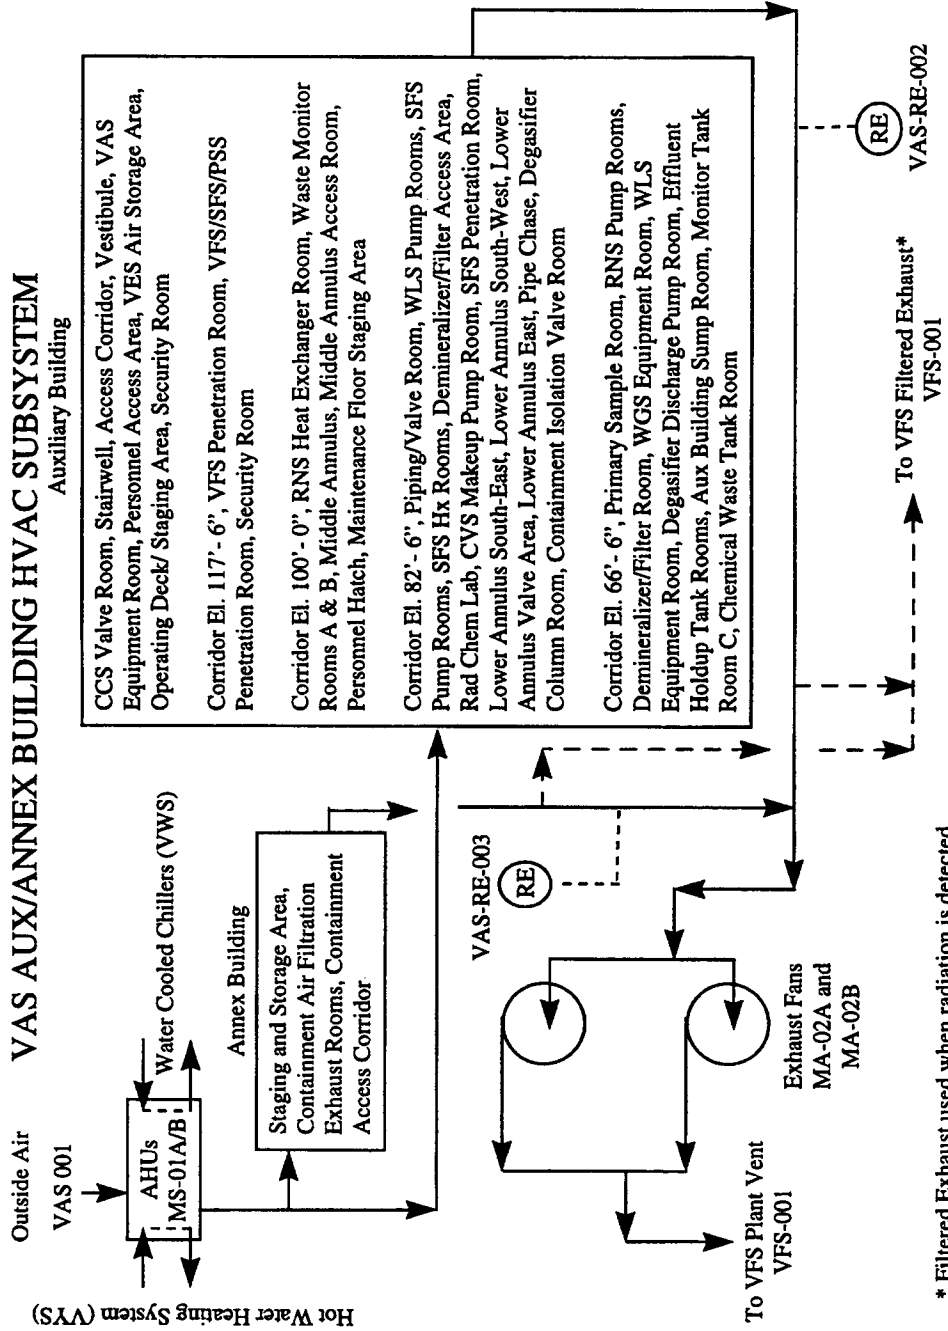 VAS AUX/ANNEX BUILDING HVAC SUBSYSTEM
Outside Air
VAS 001
AHUs
MS-01A/B
Hot Water Heating System (VYS)
Water Cooled Chillers (VWS)
Annex Building
Staging and Storage Area,
Containment Air Filtration
Exhaust Rooms, Containment
Access Corridor
Auxiliary Building
CCS Valve Room, Stairwell, Access Corridor, Vestibule, VAS
Equipment Room, Personnel Access Area, VES Air Storage Area,
Operating Deck/ Staging Area, Security Room
Corridor El. 117'- 6", VFS Penetration Room, VFS/SFS/PSS
Penetration Room, Security Room
Corridor El. 100'- 0", RNS Heat Exchanger Room, Waste Monitor
Rooms A & B, Middle Annulus, Middle Annulus Access Room,
Personnel Hatch, Maintenance Floor Staging Area
Corridor El. 82'- 6", Piping/Valve Room, WLS Pump Rooms, SFS
Pump Rooms, SFS Hx Rooms, Demineralizer/Filter Access Area,
Rad Chem Lab, CVS Makeup Pump Room, SFS Penetration Room,
Lower Annulus South-East, Lower Annulus South-West, Lower
Annulus Valve Area, Lower Annulus East, Pipe Chase, Degasifier
Column Room, Containment Isolation Valve Room
Corridor El. 66'- 6", Primary Sample Room, RNS Pump Rooms,
Demineralizer/Filter Room, WGS Equipment Room, WLS
Equipment Room, Degasifier Discharge Pump Room, Effluent
Holdup Tank Rooms, Aux Building Sump Room, Monitor Tank
Room C, Chemical Waste Tank Room
VAS-RE-003
RE
RE
VAS-RE-002
Exhaust Fans
MA-02A and
MA-02B
To VFS Plant Vent
VFS-001
To VFS Filtered Exhaust*
VFS-001
* Filtered Exhaust used when radiation is detected